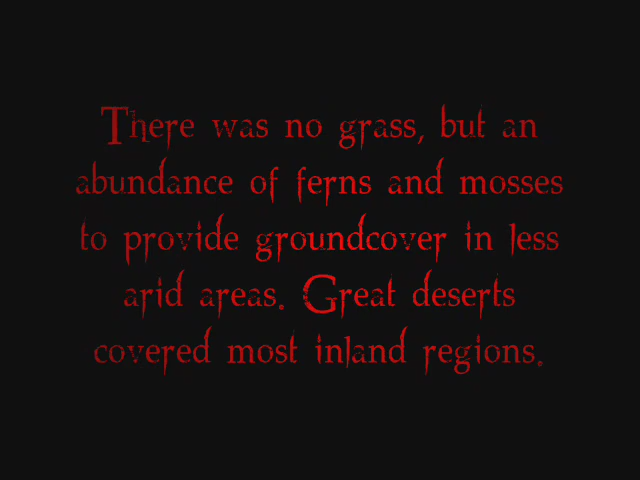 There was no grass, but an
abundance of ferns and mosses
to provide groundcover in less
arid areas. Great deserts
covered most inland regions.